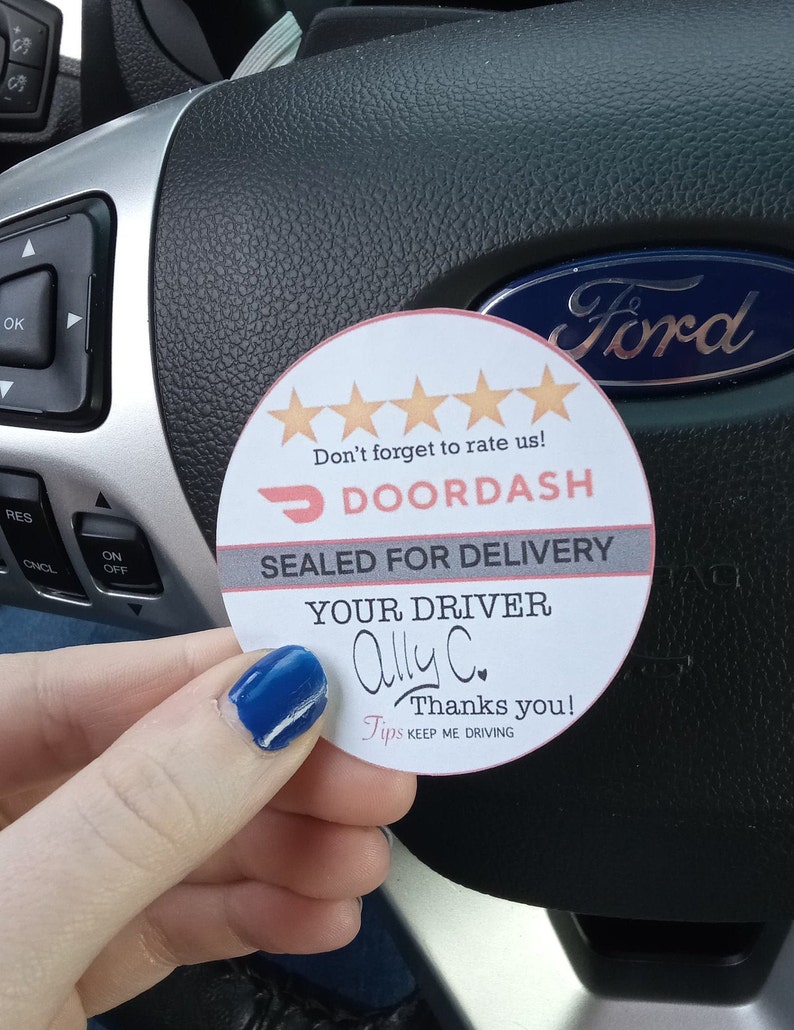 OK
RES
CNCL
ON
OFF
Ford
Don't forget to rate us!
DOORDASH
SEALED FOR DELIVERY
YOUR DRIVER
Ally C.
Thanks you!
Tips KEEP ME DRIVING